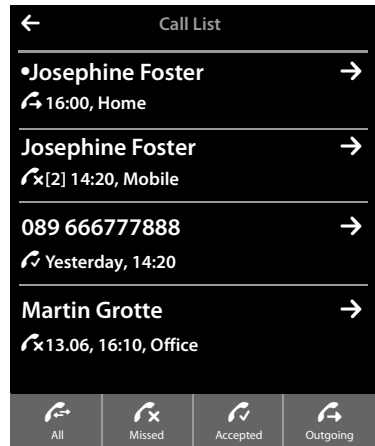 Call List
•Josephine Foster
16:00, Home
Josephine Foster
[2] 14:20, Mobile
089 666777888
Yesterday, 14:20
Martin Grotte
13.06, 16:10, Office
All Missed Accepted Outgoing